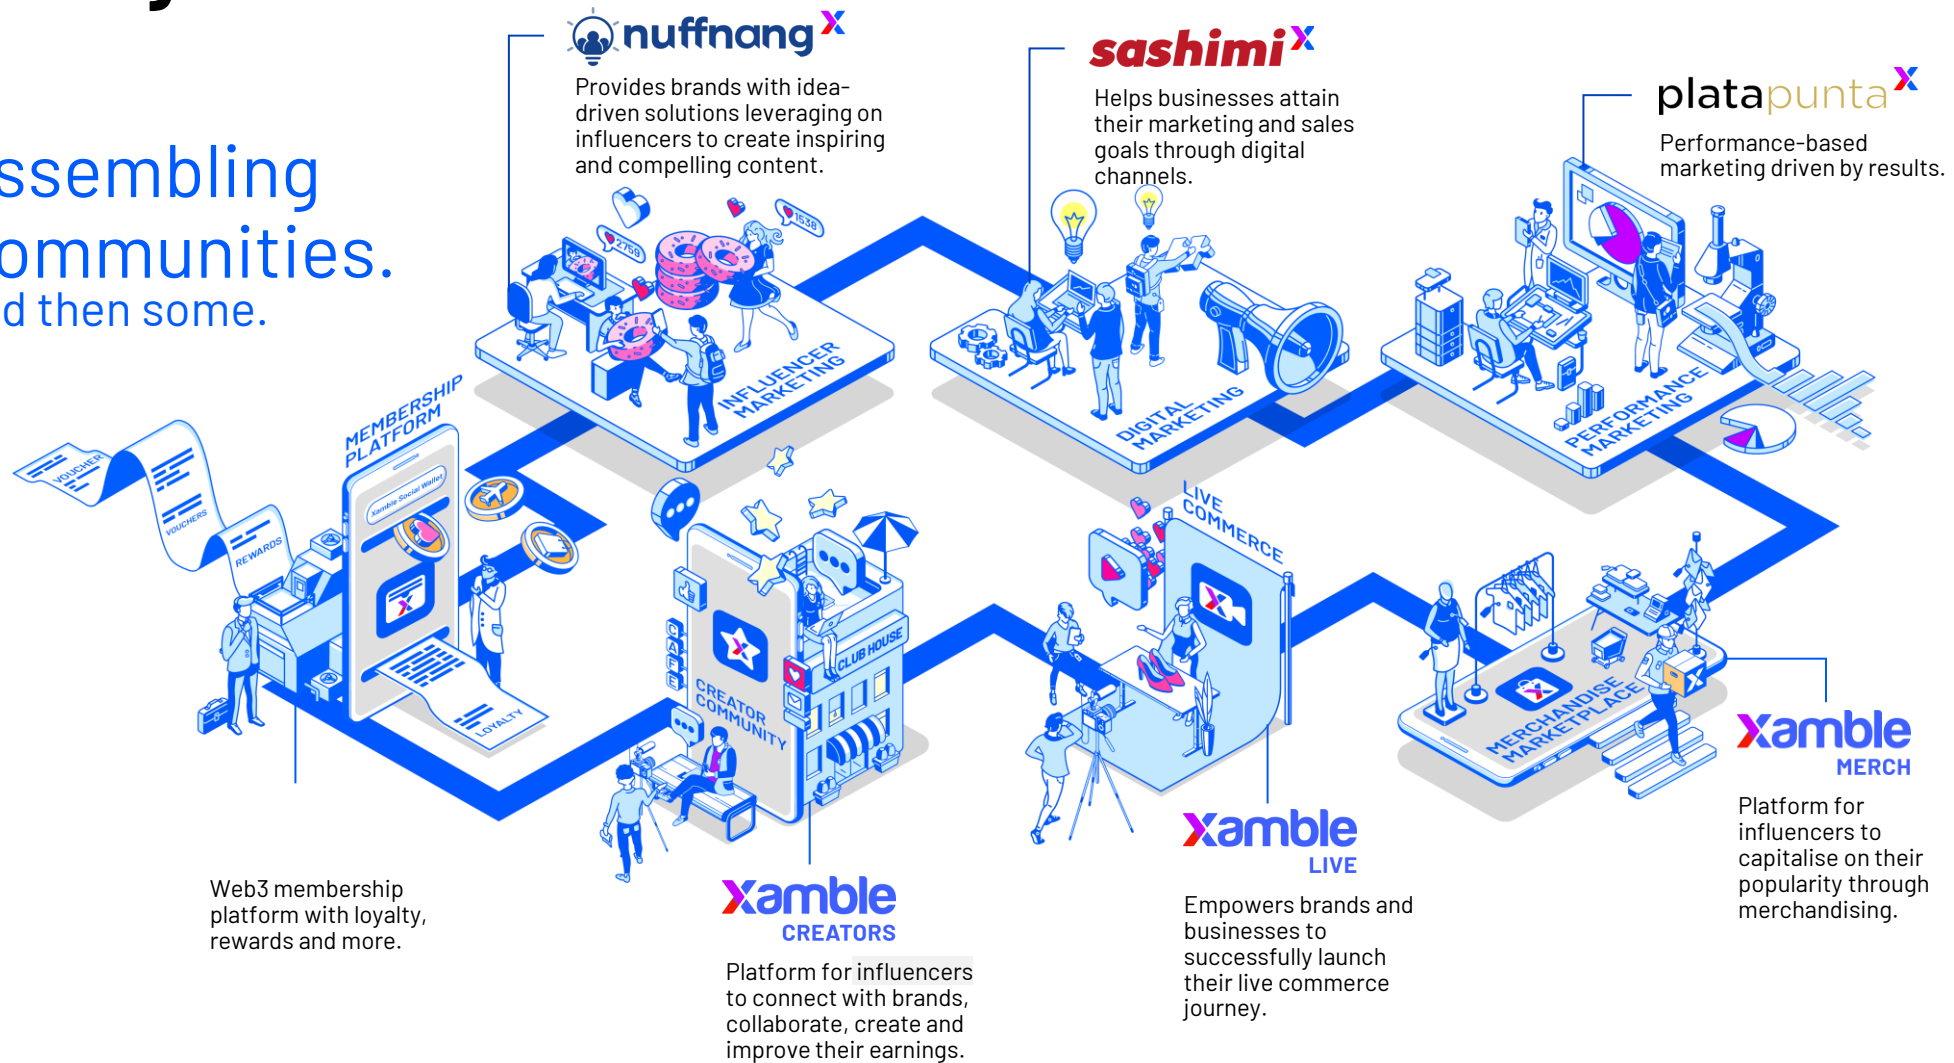 nuffnang X
Provides brands with idea-
driven solutions leveraging on
influencers to create inspiring
and compelling content.
sashimi X
Helps businesses attain
their marketing and sales
goals through digital
channels.
platapunta X
Performance-based
marketing driven by results.
ssembling
ommunities.
d then some.
2759
1638
INFLUENCER
MARKETING
DIGITAL
MARKETING
PERFORMANCE
MARKETING
MEMBERSHIP
PLATFORM
Xamble Social Wallet
VOUCHER
VOUCHERS
REWARDS
LOYALTY
CAFE
CREATOR
COMMUNITY
CLUB HOUSE
LIVE
COMMERCE
MERCHANDISE
MARKETPLACE
Web3 membership
platform with loyalty,
rewards and more.
xamble
CREATORS
Platform for influencers
to connect with brands,
collaborate, create and
improve their earnings.
xamble
LIVE
Empowers brands and
businesses to
successfully launch
their live commerce
journey.
xamble
MERCH
Platform for
influencers to
capitalise on their
popularity through
merchandising.